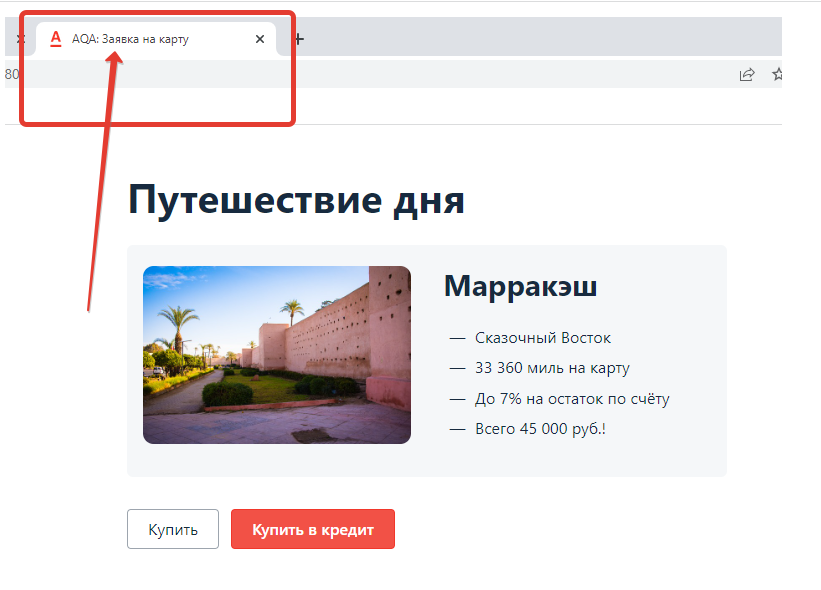 AQA: Заявка на карту
80
Путешествие дня
Марракэш
— Сказочный Восток
— 33 360 миль на карту
— До 7% на остаток по счёту
— Всего 45 000 руб.!
Купить
Купить в кредит